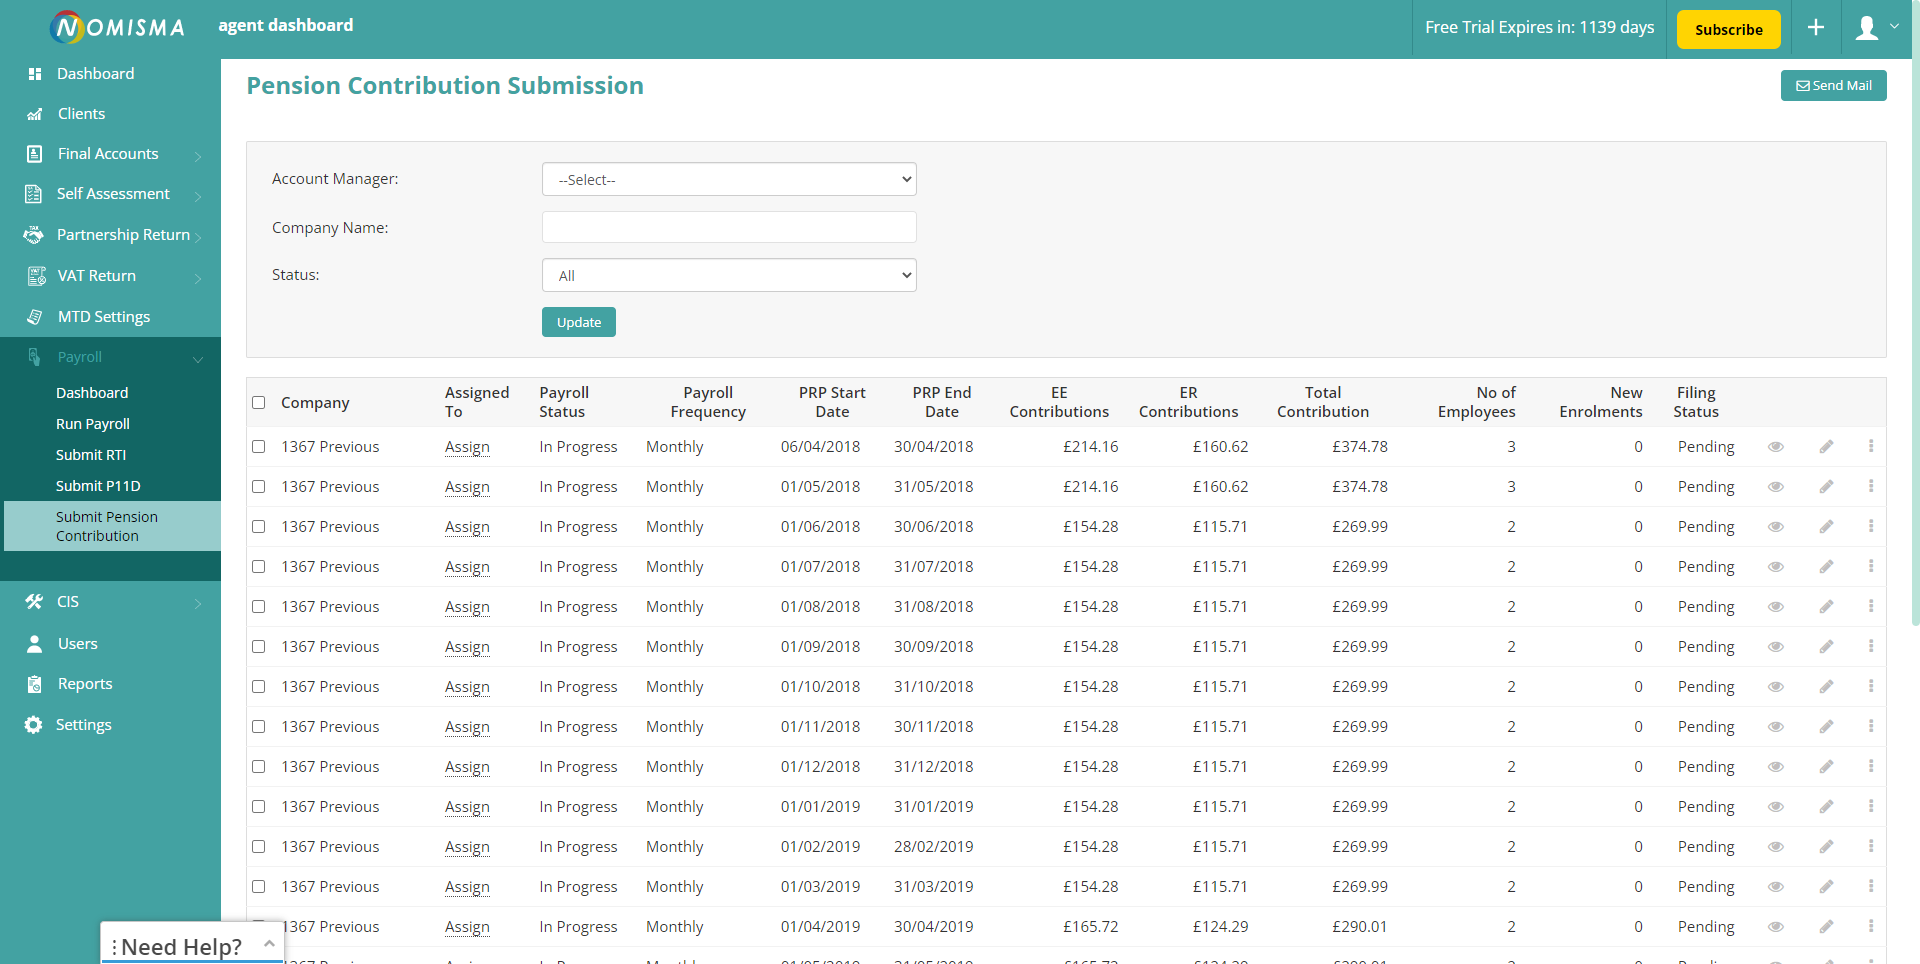 NOMISMA
agent dashboard
Free Trial Expires in: 1139 days
Subscribe
Dashboard
Clients
Final Accounts
Self Assessment
Partnership Return
VAT Return
MTD Settings
Payroll
Dashboard
Run Payroll
Submit RTI
Submit P11D
Submit Pension
Contribution
CIS
Users
Reports
Settings
Need Help?
Pension Contribution Submission
Send Mail
Account Manager: --Select--
Company Name:
Status: All
Update
Company Assigned To Payroll Status Payroll Frequency PRP Start Date PRP End Date EE Contributions ER Contributions Total Contribution No of Employees New Enrolments Filing Status
1367 Previous Assign In Progress Monthly 06/04/2018 30/04/2018 £214.16 £160.62 £374.78 3 0 Pending
1367 Previous Assign In Progress Monthly 01/05/2018 31/05/2018 £214.16 £160.62 £374.78 3 0 Pending
1367 Previous Assign In Progress Monthly 01/06/2018 30/06/2018 £154.28 £115.71 £269.99 2 0 Pending
1367 Previous Assign In Progress Monthly 01/07/2018 31/07/2018 £154.28 £115.71 £269.99 2 0 Pending
1367 Previous Assign In Progress Monthly 01/08/2018 31/08/2018 £154.28 £115.71 £269.99 2 0 Pending
1367 Previous Assign In Progress Monthly 01/09/2018 30/09/2018 £154.28 £115.71 £269.99 2 0 Pending
1367 Previous Assign In Progress Monthly 01/10/2018 31/10/2018 £154.28 £115.71 £269.99 2 0 Pending
1367 Previous Assign In Progress Monthly 01/11/2018 30/11/2018 £154.28 £115.71 £269.99 2 0 Pending
1367 Previous Assign In Progress Monthly 01/12/2018 31/12/2018 £154.28 £115.71 £269.99 2 0 Pending
1367 Previous Assign In Progress Monthly 01/01/2019 31/01/2019 £154.28 £115.71 £269.99 2 0 Pending
1367 Previous Assign In Progress Monthly 01/02/2019 28/02/2019 £154.28 £115.71 £269.99 2 0 Pending
1367 Previous Assign In Progress Monthly 01/03/2019 31/03/2019 £154.28 £115.71 £269.99 2 0 Pending
1367 Previous Assign In Progress Monthly 01/04/2019 30/04/2019 £165.72 £124.29 £290.01 2 0 Pending